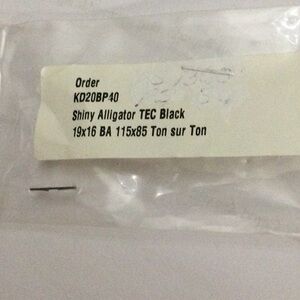 Order
KD20BP40
Shiny Alligator TEC Black
19x16 BA 115x85 Ton sur Ton